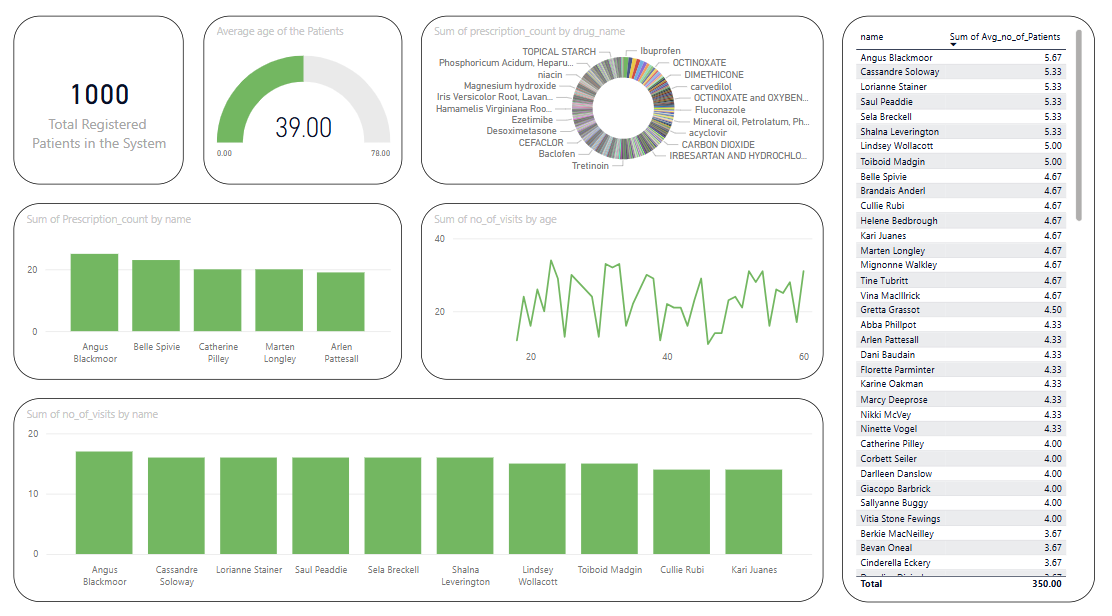 1000
Total Registered
Patients in the System
Average age of the Patients
39.00
0.00
78.00
Sum of prescription_count by drug_name
TOPICAL STARCH
Phosphoricum Acidum, Heparu...
niacin
Magnesium hydroxide
Iris Versicolor Root, Lavan...
Hamamelis Virginiana Roo...
Ezetimibe
Desoximetasone
CEFACLOR
Baclofen
Tretinoin
Ibuprofen
OCTINOXATE
DIMETHICONE
carvedilol
OCTINOXATE and OXYBEN...
Fluconazole
Mineral oil, Petrolatum, Ph...
acyclovir
CARBON DIOXIDE
IRBESARTAN AND HYDROCHLO...
Sum of Prescription_count by name
20
0
Angus
Blackmoor
Belle Spivie
Catherine
Pilley
Marten
Longley
Arlen
Pattesall
Sum of no_of_visits by age
40
20
20
40
60
Sum of no_of_visits by name
20
10
0
Angus
Blackmoor
Cassandre
Soloway
Lorianne Stainer
Saul Peaddie
Sela Breckell
Shalna
Leverington
Lindsey
Wollacott
Toiboid Madgin
Cullie Rubi
Kari Juanes
name Sum of Avg_no_of_Patients
Angus Blackmoor 5.67
Cassandre Soloway 5.33
Lorianne Stainer 5.33
Saul Peaddie 5.33
Sela Breckell 5.33
Shalna Leverington 5.33
Lindsey Wollacott 5.00
Toiboid Madgin 5.00
Belle Spivie 4.67
Brandais Anderl 4.67
Cullie Rubi 4.67
Helene Bedbrough 4.67
Kari Juanes 4.67
Marten Longley 4.67
Mignonne Walkley 4.67
Tine Tubritt 4.67
Vina MacIllrick 4.67
Gretta Grassot 4.50
Abba Phillpot 4.33
Arlen Pattesall 4.33
Dani Baudain 4.33
Florette Parminter 4.33
Karine Oakman 4.33
Marcy Deeprose 4.33
Nikki McVey 4.33
Ninette Vogel 4.33
Catherine Pilley 4.00
Corbett Seiler 4.00
Darlleen Danslow 4.00
Giacopo Barbrick 4.00
Sallyanne Buggy 4.00
Vitia Stone Fewings 4.00
Berkie MacNeilley 3.67
Bevan Oneal 3.67
Cinderella Eckery 3.67
Total 350.00